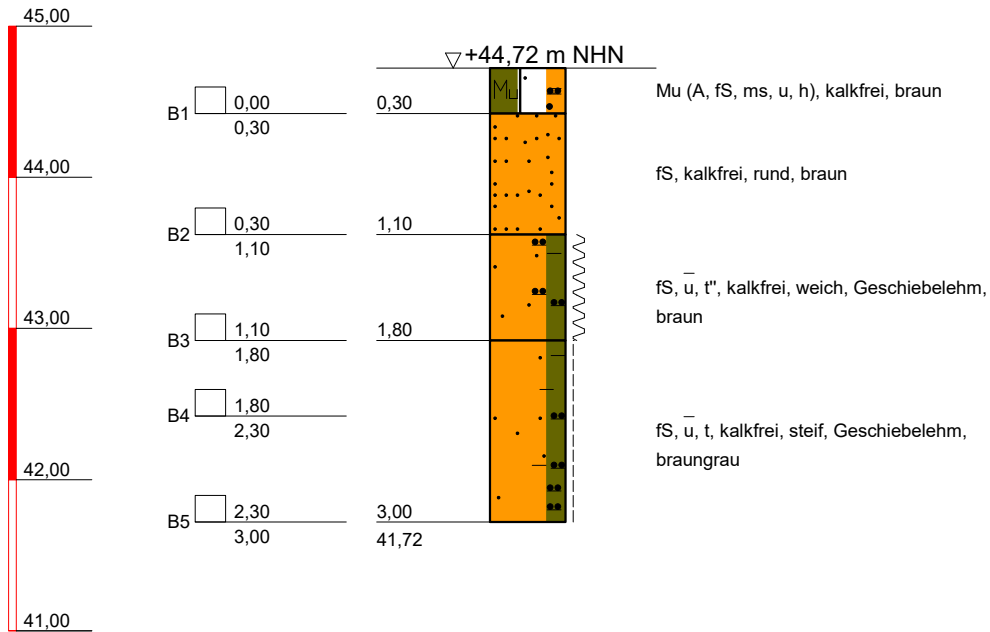 45,00
+44,72 m NHN
Mu
Mu (A, fS, ms, u, h), kalkfrei, braun
B1
0,00
0,30
0,30
44,00
fS, kalkfrei, rund, braun
B2
0,30
1,10
1,10
fS, u̅, t", kalkfrei, weich, Geschiebelehm,
braun
43,00
B3
1,10
1,80
1,80
B4
1,80
2,30
fS, u̅, t, kalkfrei, steif, Geschiebelehm,
braungrau
42,00
B5
2,30
3,00
3,00
41,72
41,00